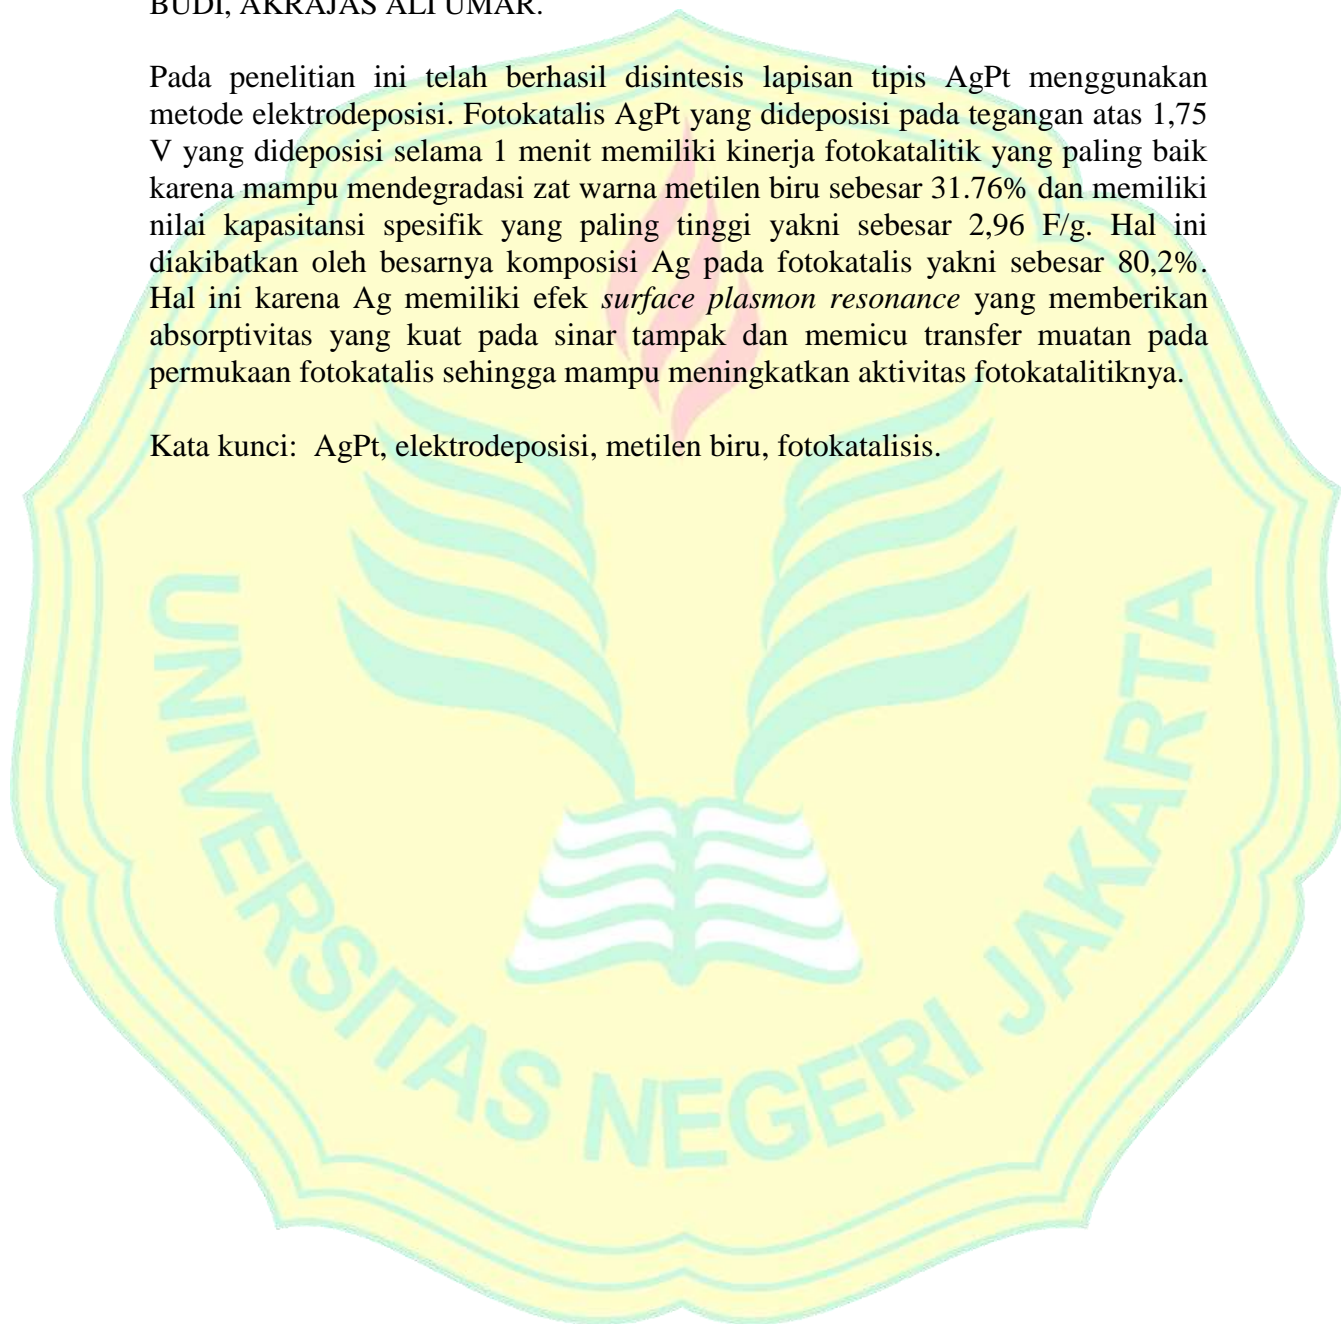 BUDI, AKRAJAS ALI UMAR.
Pada penelitian ini telah berhasil disintesis lapisan tipis AgPt menggunakan
metode elektrodeposisi. Fotokatalis AgPt yang dideposisi pada tegangan atas 1,75
V yang dideposisi selama 1 menit memiliki kinerja fotokatalitik yang paling baik
karena mampu mendegradasi zat warna metilen biru sebesar 31.76% dan memiliki
nilai kapasitansi spesifik yang paling tinggi yakni sebesar 2,96 F/g. Hal ini
diakibatkan oleh besarnya komposisi Ag pada fotokatalis yakni sebesar 80,2%.
Hal ini karena Ag memiliki efek surface plasmon resonance yang memberikan
absorptivitas yang kuat pada sinar tampak dan memicu transfer muatan pada
permukaan fotokatalis sehingga mampu meningkatkan aktivitas fotokatalitiknya.
Kata kunci: AgPt, elektrodeposisi, metilen biru, fotokatalisis.
UNIVERSITAS NEGERI JAKARTA